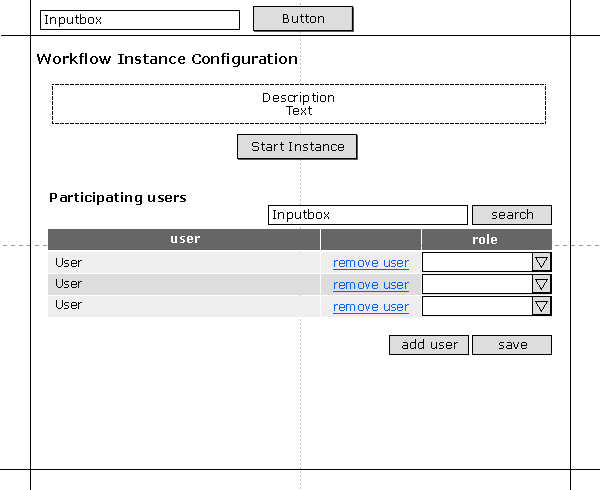 Inputbox Button
Workflow Instance Configuration
Description
Text
Start Instance
Participating users
Inputbox search
user role
User remove user
User remove user
User remove user
add user save